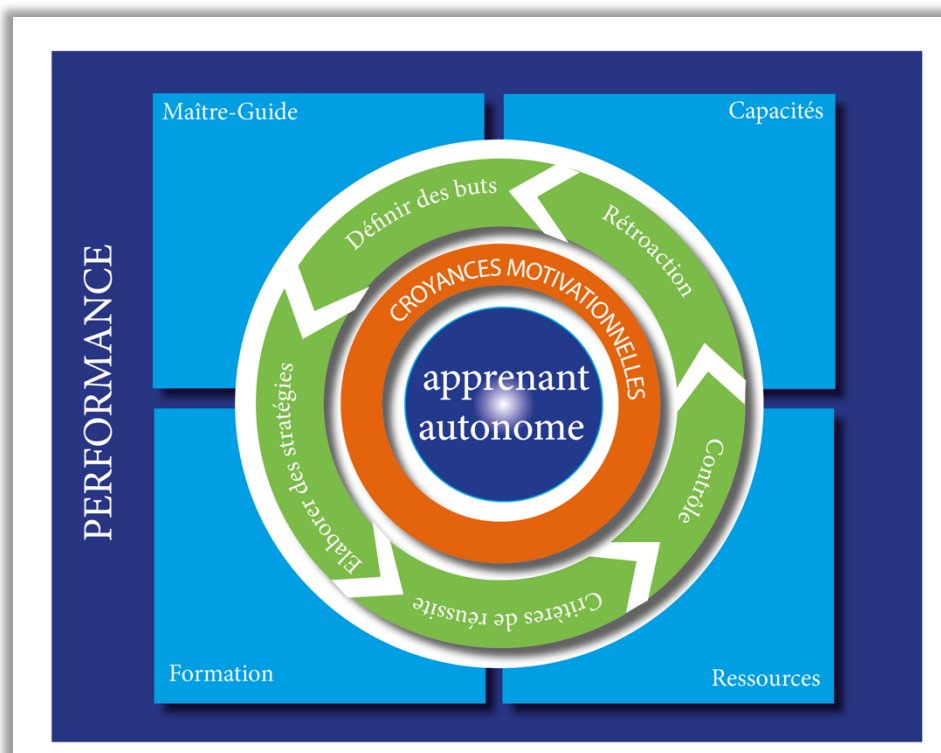 PERFORMANCE
Maître-Guide
Capacités
Définir des buts
Rétroaction
CROYANCES MOTIVATIONNELLES
apprenant
autonome
Elaborer des stratégies
Contrôle
Critères de réussite
Formation
Ressources